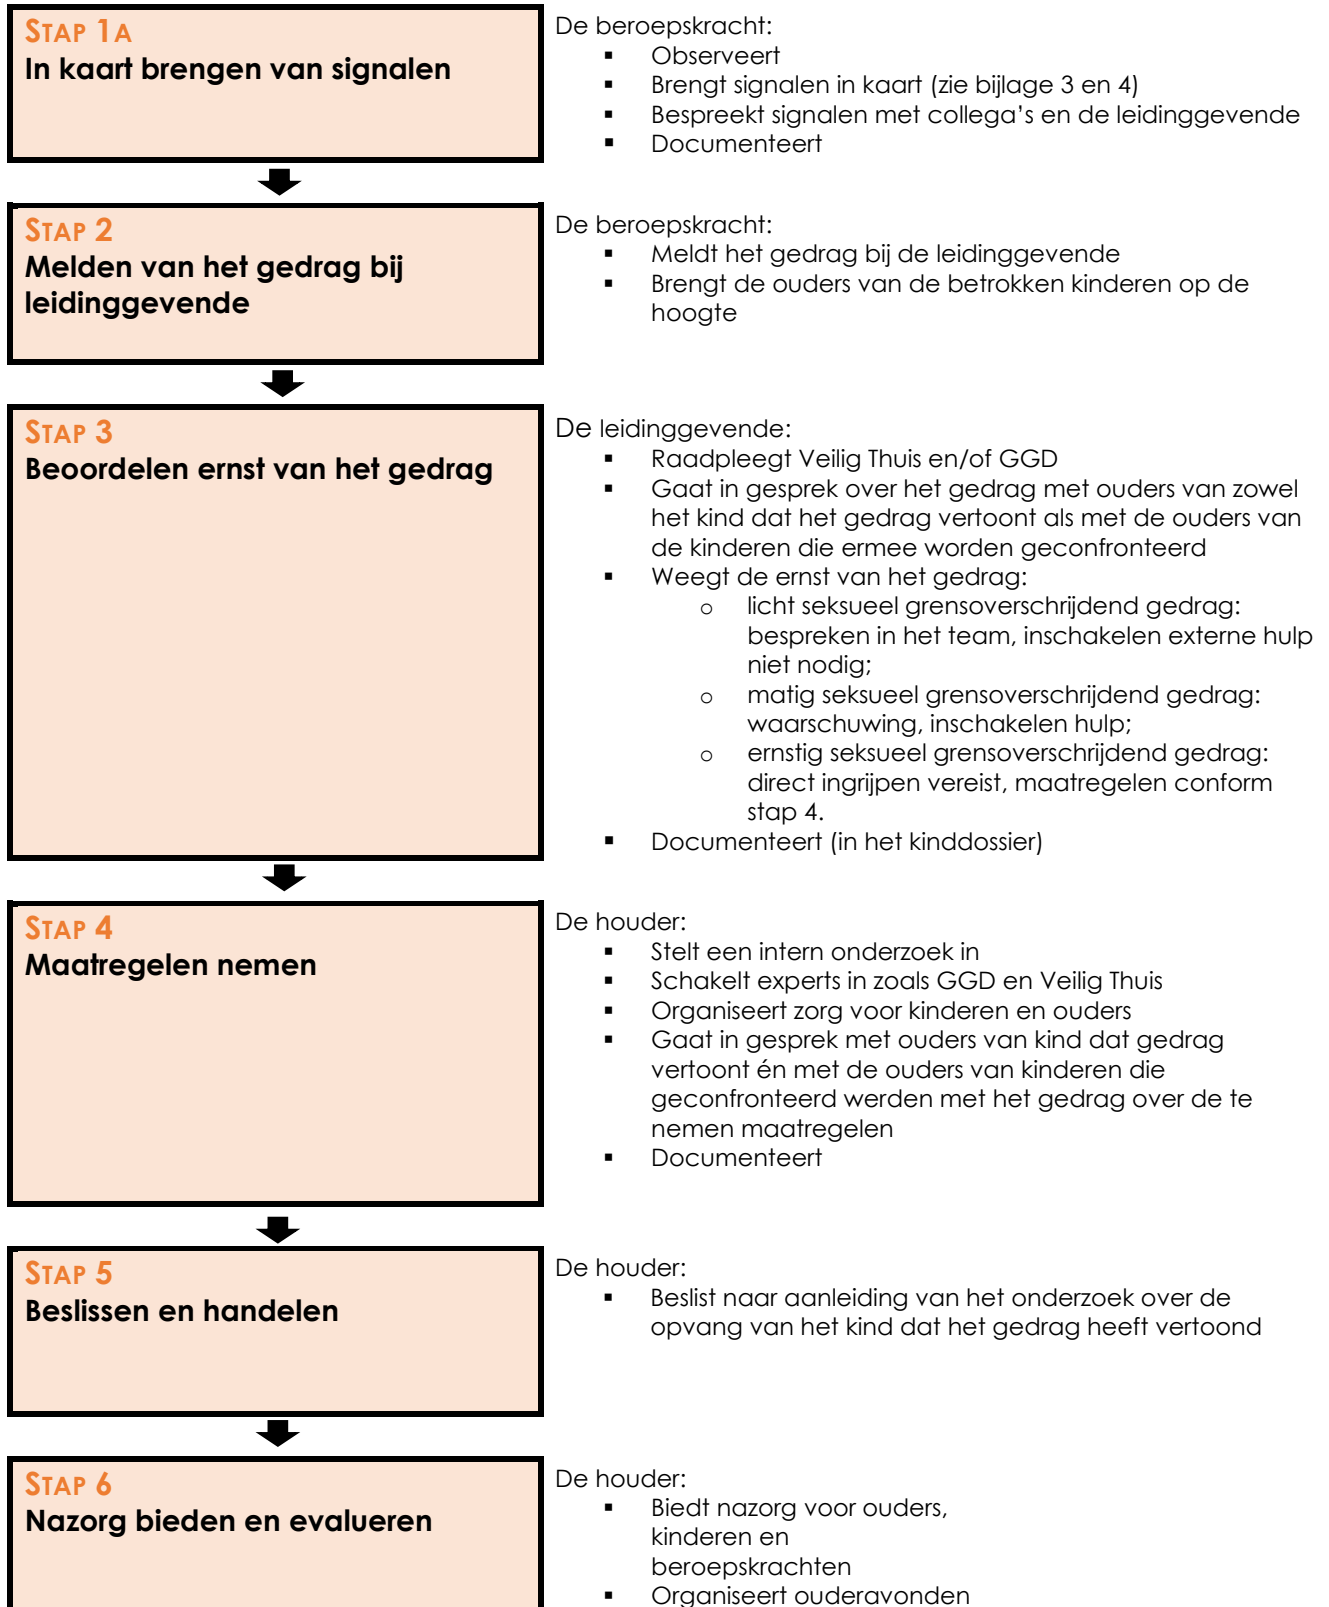 STAP 1A
In kaart brengen van signalen
De beroepskracht:
▪ Observeert
▪ Brengt signalen in kaart (zie bijlage 3 en 4)
▪ Bespreekt signalen met collega's en de leidinggevende
▪ Documenteert
STAP 2
Melden van het gedrag bij
leidinggevende
De beroepskracht:
▪ Meldt het gedrag bij de leidinggevende
▪ Brengt de ouders van de betrokken kinderen op de
hoogte
STAP 3
Beoordelen ernst van het gedrag
De leidinggevende:
▪ Raadpleegt Veilig Thuis en/of GGD
▪ Gaat in gesprek over het gedrag met ouders van zowel
het kind dat het gedrag vertoont als met de ouders van
de kinderen die ermee worden geconfronteerd
▪ Weegt de ernst van het gedrag:
o licht seksueel grensoverschrijdend gedrag:
bespreken in het team, inschakelen externe hulp
niet nodig;
o matig seksueel grensoverschrijdend gedrag:
waarschuwing, inschakelen hulp;
o ernstig seksueel grensoverschrijdend gedrag:
direct ingrijpen vereist, maatregelen conform
stap 4.
▪ Documenteert (in het kinddossier)
STAP 4
Maatregelen nemen
De houder:
▪ Stelt een intern onderzoek in
▪ Schakelt experts in zoals GGD en Veilig Thuis
▪ Organiseert zorg voor kinderen en ouders
▪ Gaat in gesprek met ouders van kind dat gedrag
vertoont én met de ouders van kinderen die
geconfronteerd werden met het gedrag over de te
nemen maatregelen
▪ Documenteert
STAP 5
Beslissen en handelen
De houder:
▪ Beslist naar aanleiding van het onderzoek over de
opvang van het kind dat het gedrag heeft vertoond
STAP 6
Nazorg bieden en evalueren
De houder:
▪ Biedt nazorg voor ouders,
kinderen en
beroepskrachten
▪ Organiseert ouderavonden